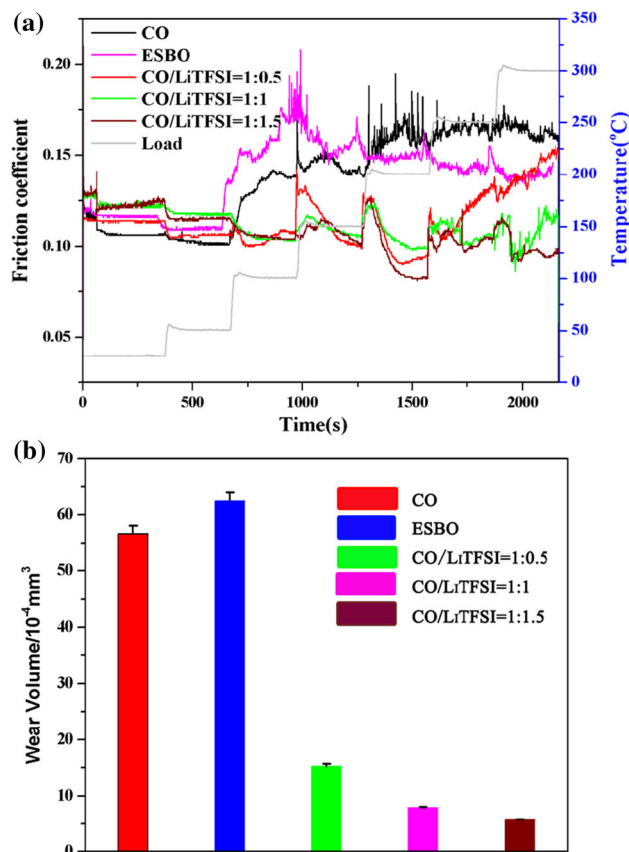 (a)
CO
ESBO
CO/LiTFSI=1:0.5
CO/LiTFSI=1:1
CO/LiTFSI=1:1.5
Load
0.20
0.15
0.10
0.05
Friction coefficient
350
300
250
200
150
100
50
0
Temperature(°C)
0 500 1000 1500 2000
Time(s)
(b)
70
60
50
40
30
20
10
0
Wear Volume/10⁻⁴mm³
CO
ESBO
CO/LiTFSI=1:0.5
CO/LiTFSI=1:1
CO/LiTFSI=1:1.5